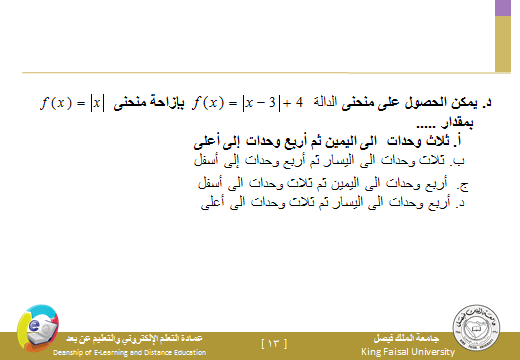 د. يمكن الحصول على منحنى الدالة f(x) = |x − 3| + 4 بإزاحة منحنى f(x) = |x|
بمقدار .....
أ. ثلاث وحدات الى اليمين ثم أربع وحدات إلى أعلى
ب. ثلاث وحدات الى اليسار ثم أربع وحدات إلى أسفل
ج. أربع وحدات الى اليمين ثم ثلاث وحدات الى أسفل
د. أربع وحدات الى اليسار ثم ثلاث وحدات الى أعلى
جامعة الملك فيصل
King Faisal University
[ ١٣ ]
عمادة التعلم الإلكتروني والتعليم عن بعد
Deanship of E-Learning and Distance Education